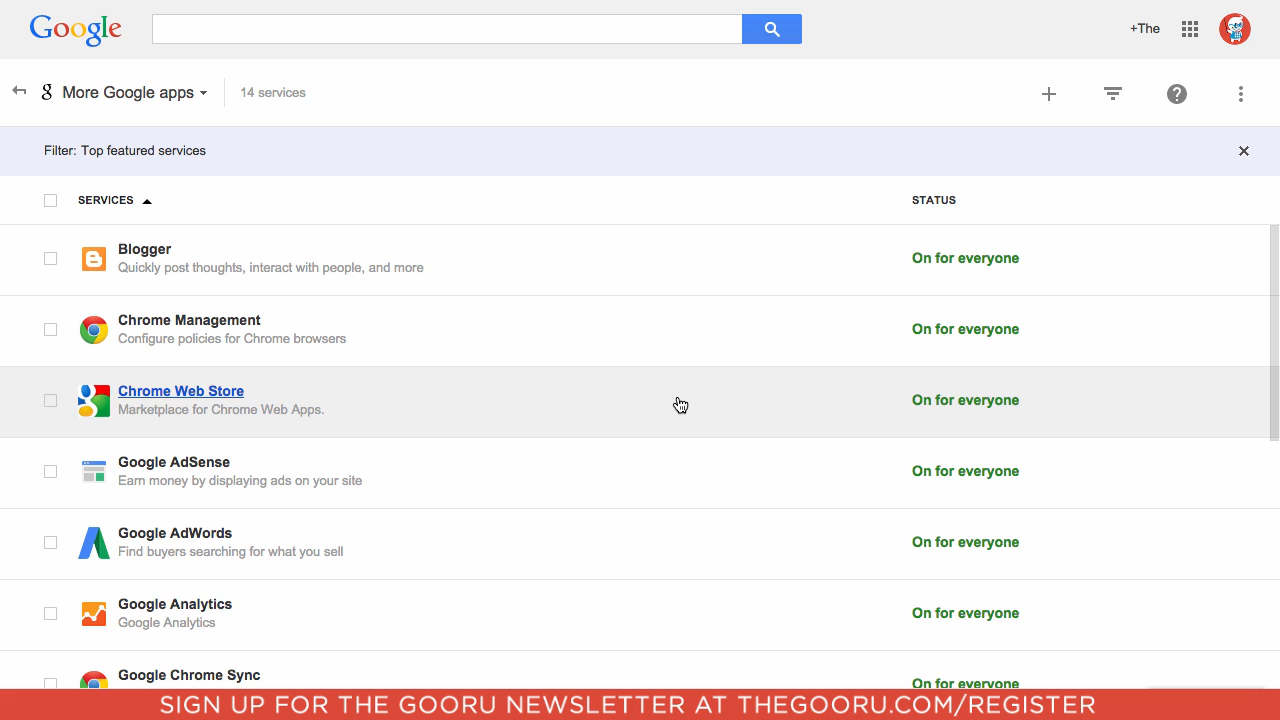 Google
+The
More Google apps
14 services
Filter: Top featured services
SERVICES
STATUS
Blogger
Quickly post thoughts, interact with people, and more
On for everyone
Chrome Management
Configure policies for Chrome browsers
On for everyone
Chrome Web Store
Marketplace for Chrome Web Apps.
On for everyone
Google AdSense
Earn money by displaying ads on your site
On for everyone
Google AdWords
Find buyers searching for what you sell
On for everyone
Google Analytics
Google Analytics
On for everyone
Google Chrome Sync
On for everyone
SIGN UP FOR THE GOORU NEWSLETTER AT THEGOORU.COM/REGISTER